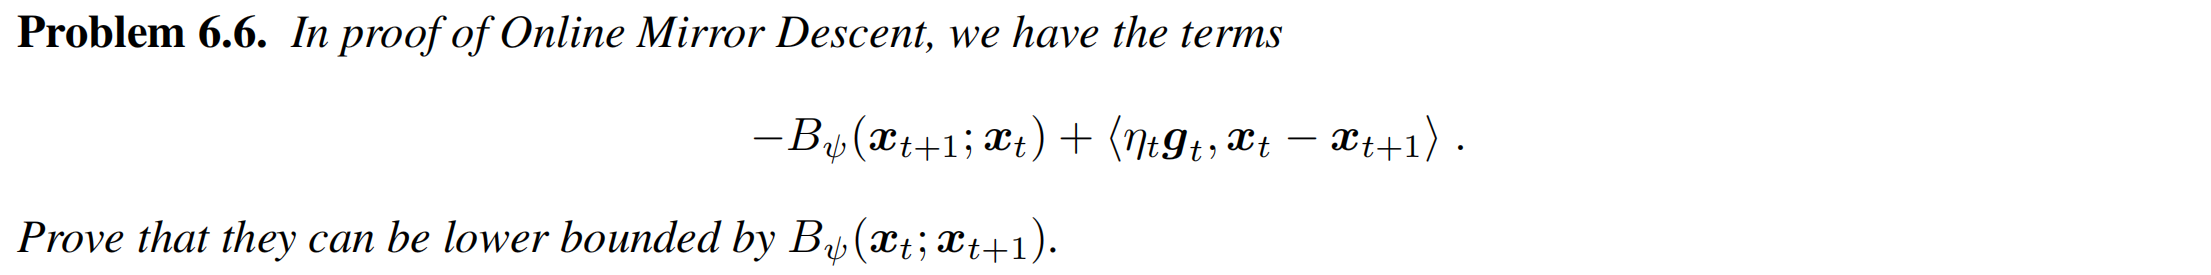 Problem 6.6. In proof of Online Mirror Descent, we have the terms
−B_ψ(x_{t+1}; x_t) + ⟨η_t g_t, x_t − x_{t+1}⟩ .
Prove that they can be lower bounded by B_ψ(x_t; x_{t+1}).